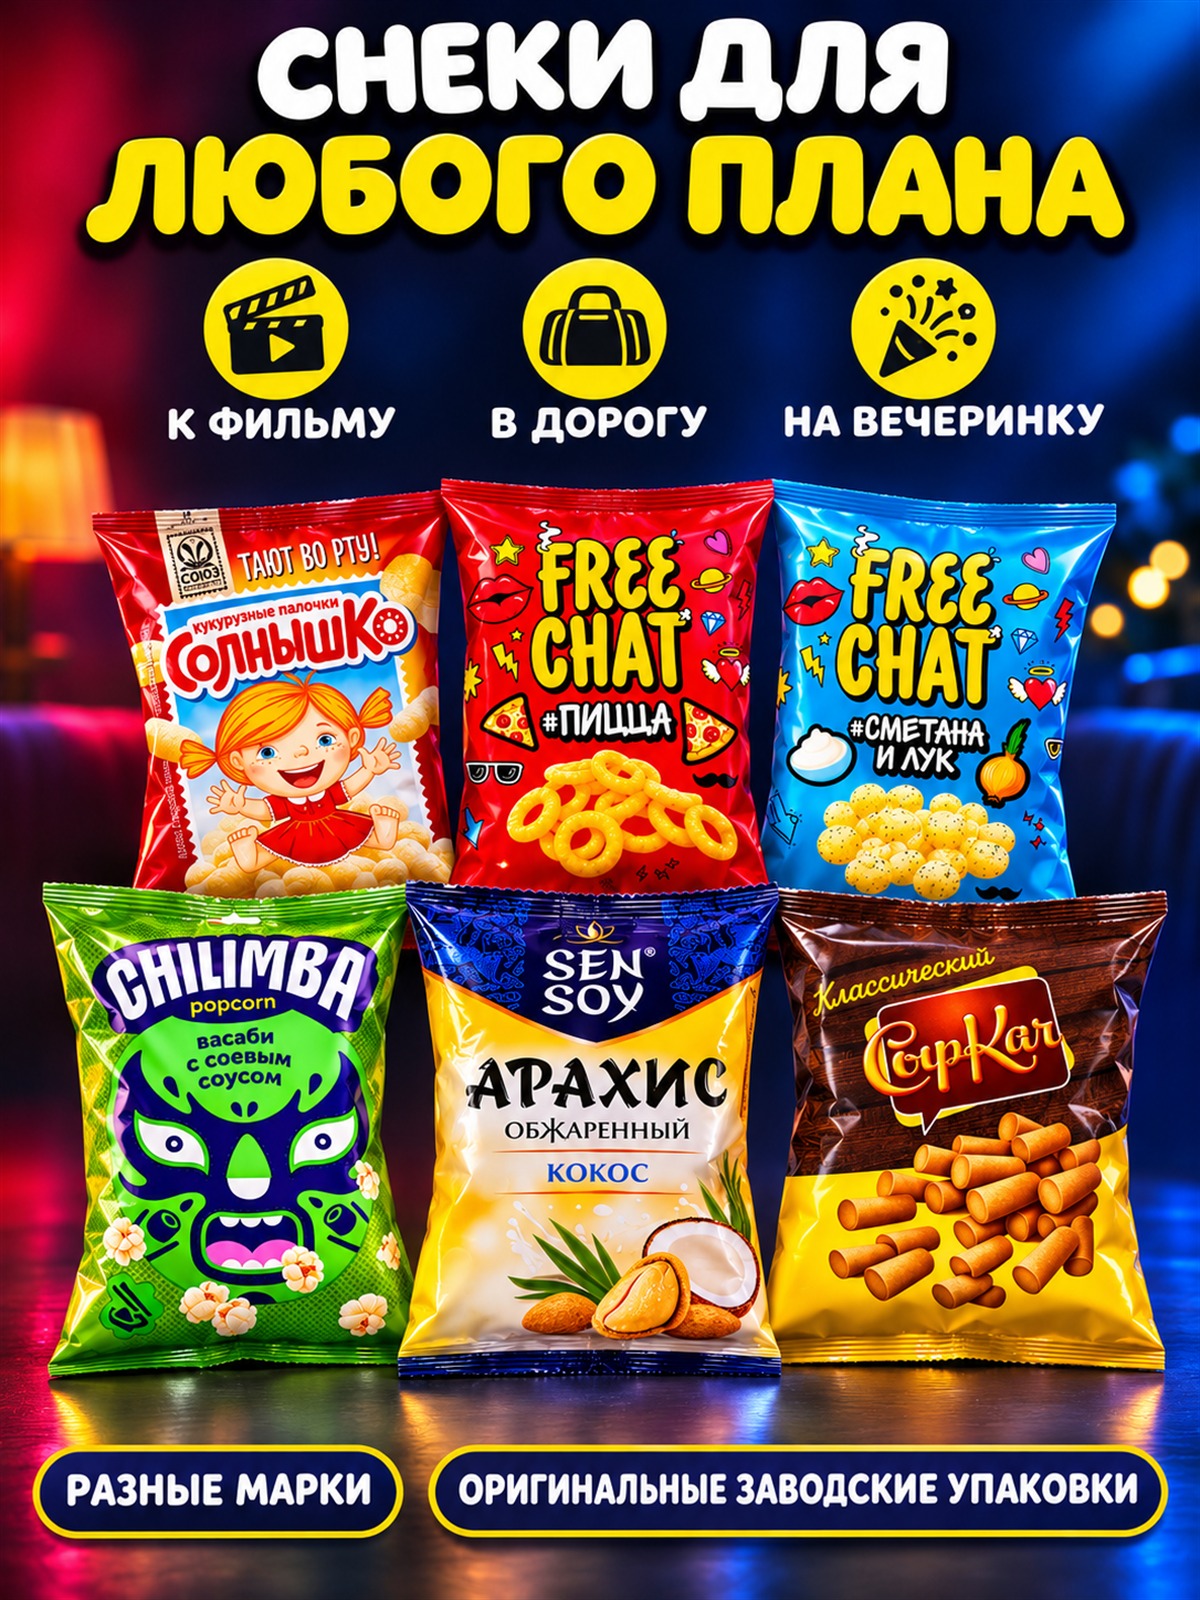 СНЕКИ ДЛЯ
ЛЮБОГО ПЛАНА
К ФИЛЬМУ
В ДОРОГУ
НА ВЕЧЕРИНКУ
СОЮЗ
ТАЮТ ВО РТУ!
КУКУРУЗНЫЕ ПАЛОЧКИ
СОЛНЫШКО
FREE
CHAT
#ПИЦЦА
FREE
CHAT
#СМЕТАНА
И ЛУК
CHILIMBA
popcorn
васаби
с соевым
соусом
SEN
SOY®
АРАХИС
ОБЖАРЕННЫЙ
КОКОС
Классический
СырКач
РАЗНЫЕ МАРКИ
ОРИГИНАЛЬНЫЕ ЗАВОДСКИЕ УПАКОВКИ